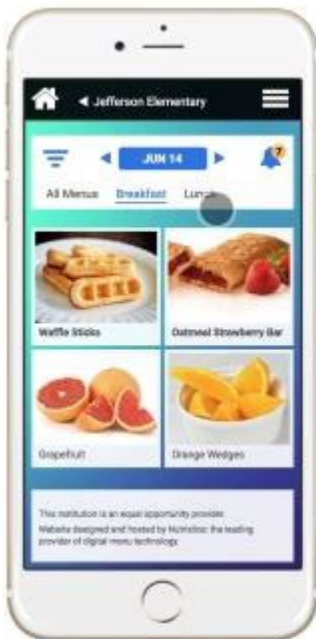 ◀ Jefferson Elementary
◀ JUN 14 ▶
7
All Menus Breakfast Lunch
Waffle Sticks
Oatmeal Strawberry Bar
Grapefruit
Orange Wedges
This institution is an equal opportunity provider.
Website designed and hosted by Nutrislice: the leading
provider of digital menu technology.